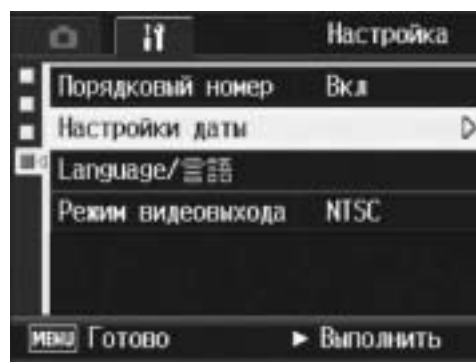 Настройка
Порядковый номер Вкл
Настройки даты
Language/言語
Режим видеовыхода NTSC
MENU Готово Выполнить